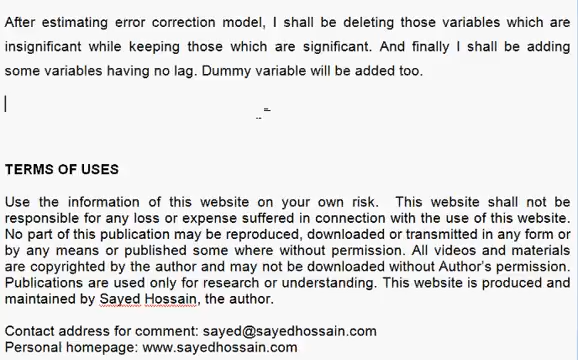 After estimating error correction model, I shall be deleting those variables which are
insignificant while keeping those which are significant. And finally I shall be adding
some variables having no lag. Dummy variable will be added too.
TERMS OF USES
Use the information of this website on your own risk. This website shall not be
responsible for any loss or expense suffered in connection with the use of this website.
No part of this publication may be reproduced, downloaded or transmitted in any form or
by any means or published some where without permission. All videos and materials
are copyrighted by the author and may not be downloaded without Author's permission.
Publications are used only for research or understanding. This website is produced and
maintained by Sayed Hossain, the author.
Contact address for comment: sayed@sayedhossain.com
Personal homepage: www.sayedhossain.com